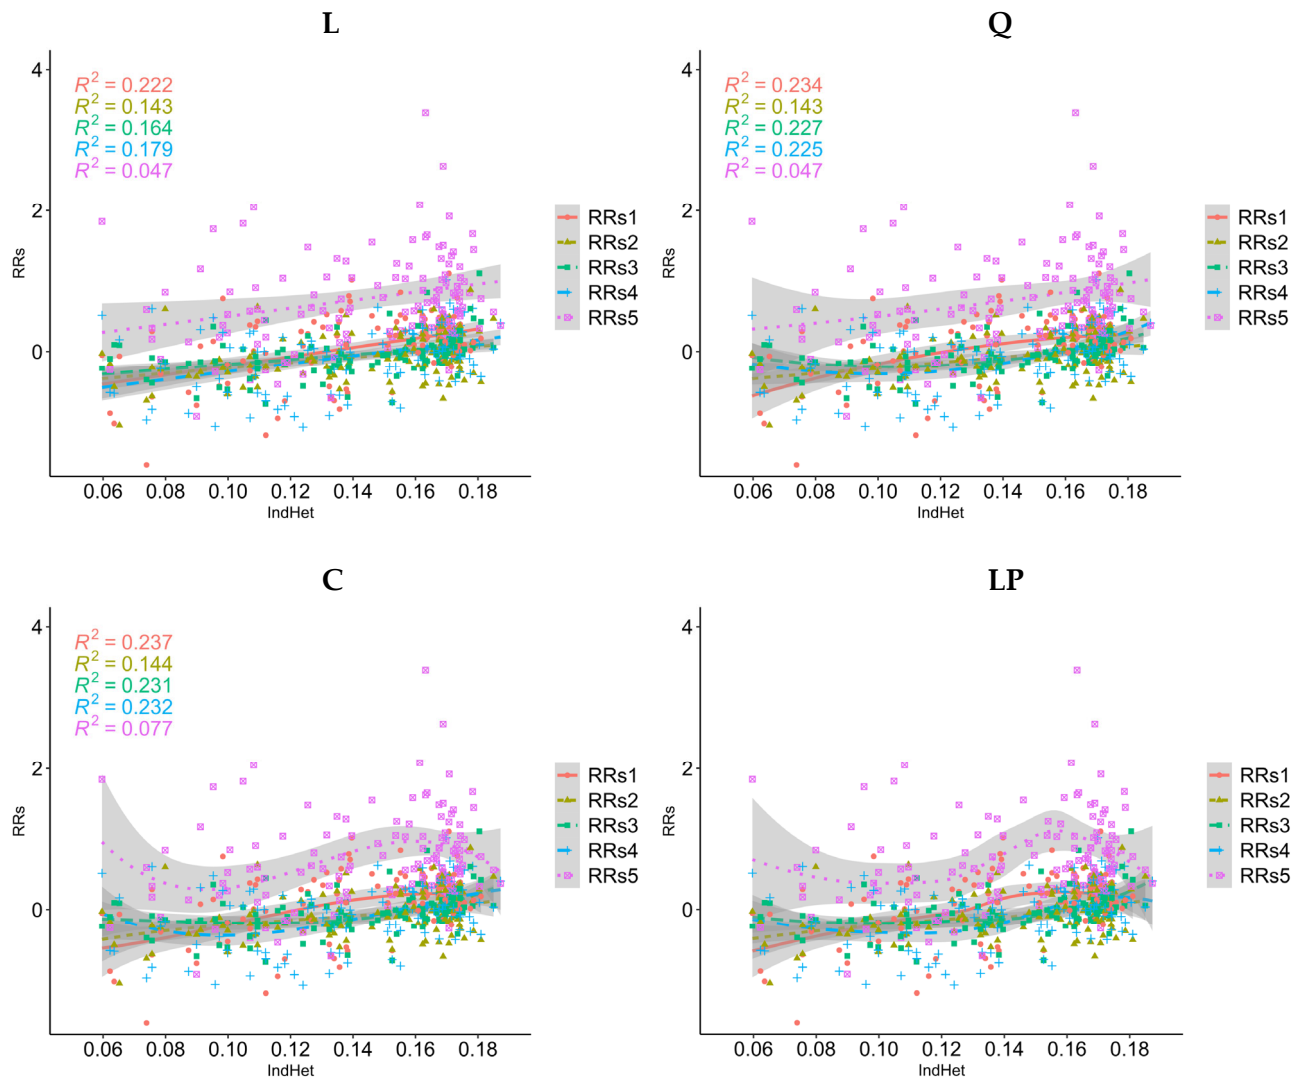 L
R² = 0.222
R² = 0.143
R² = 0.164
R² = 0.179
R² = 0.047
4
2
0
RRs
0.06 0.08 0.10 0.12 0.14 0.16 0.18
IndHet
RRs1
RRs2
RRs3
RRs4
RRs5
Q
R² = 0.234
R² = 0.143
R² = 0.227
R² = 0.225
R² = 0.047
4
2
0
RRs
0.06 0.08 0.10 0.12 0.14 0.16 0.18
IndHet
RRs1
RRs2
RRs3
RRs4
RRs5
C
R² = 0.237
R² = 0.144
R² = 0.231
R² = 0.232
R² = 0.077
4
2
0
RRs
0.06 0.08 0.10 0.12 0.14 0.16 0.18
IndHet
RRs1
RRs2
RRs3
RRs4
RRs5
LP
4
2
0
RRs
0.06 0.08 0.10 0.12 0.14 0.16 0.18
IndHet
RRs1
RRs2
RRs3
RRs4
RRs5